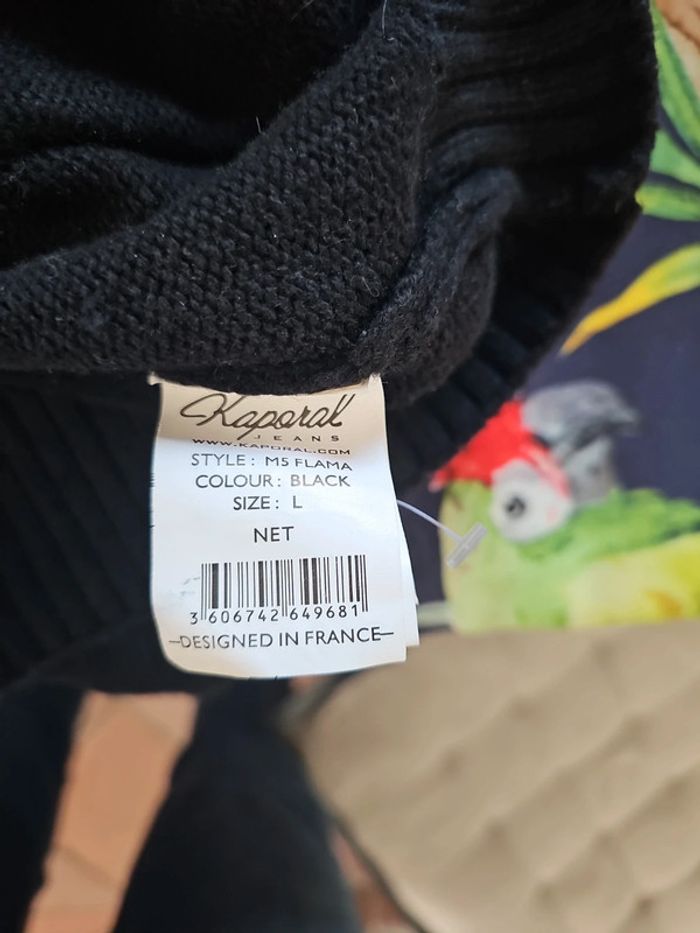 Kaporal
JEANS
WWW.KAPORAL.COM
STYLE: M5 FLAMA
COLOUR: BLACK
SIZE: L
NET
3 606742 649681
DESIGNED IN FRANCE